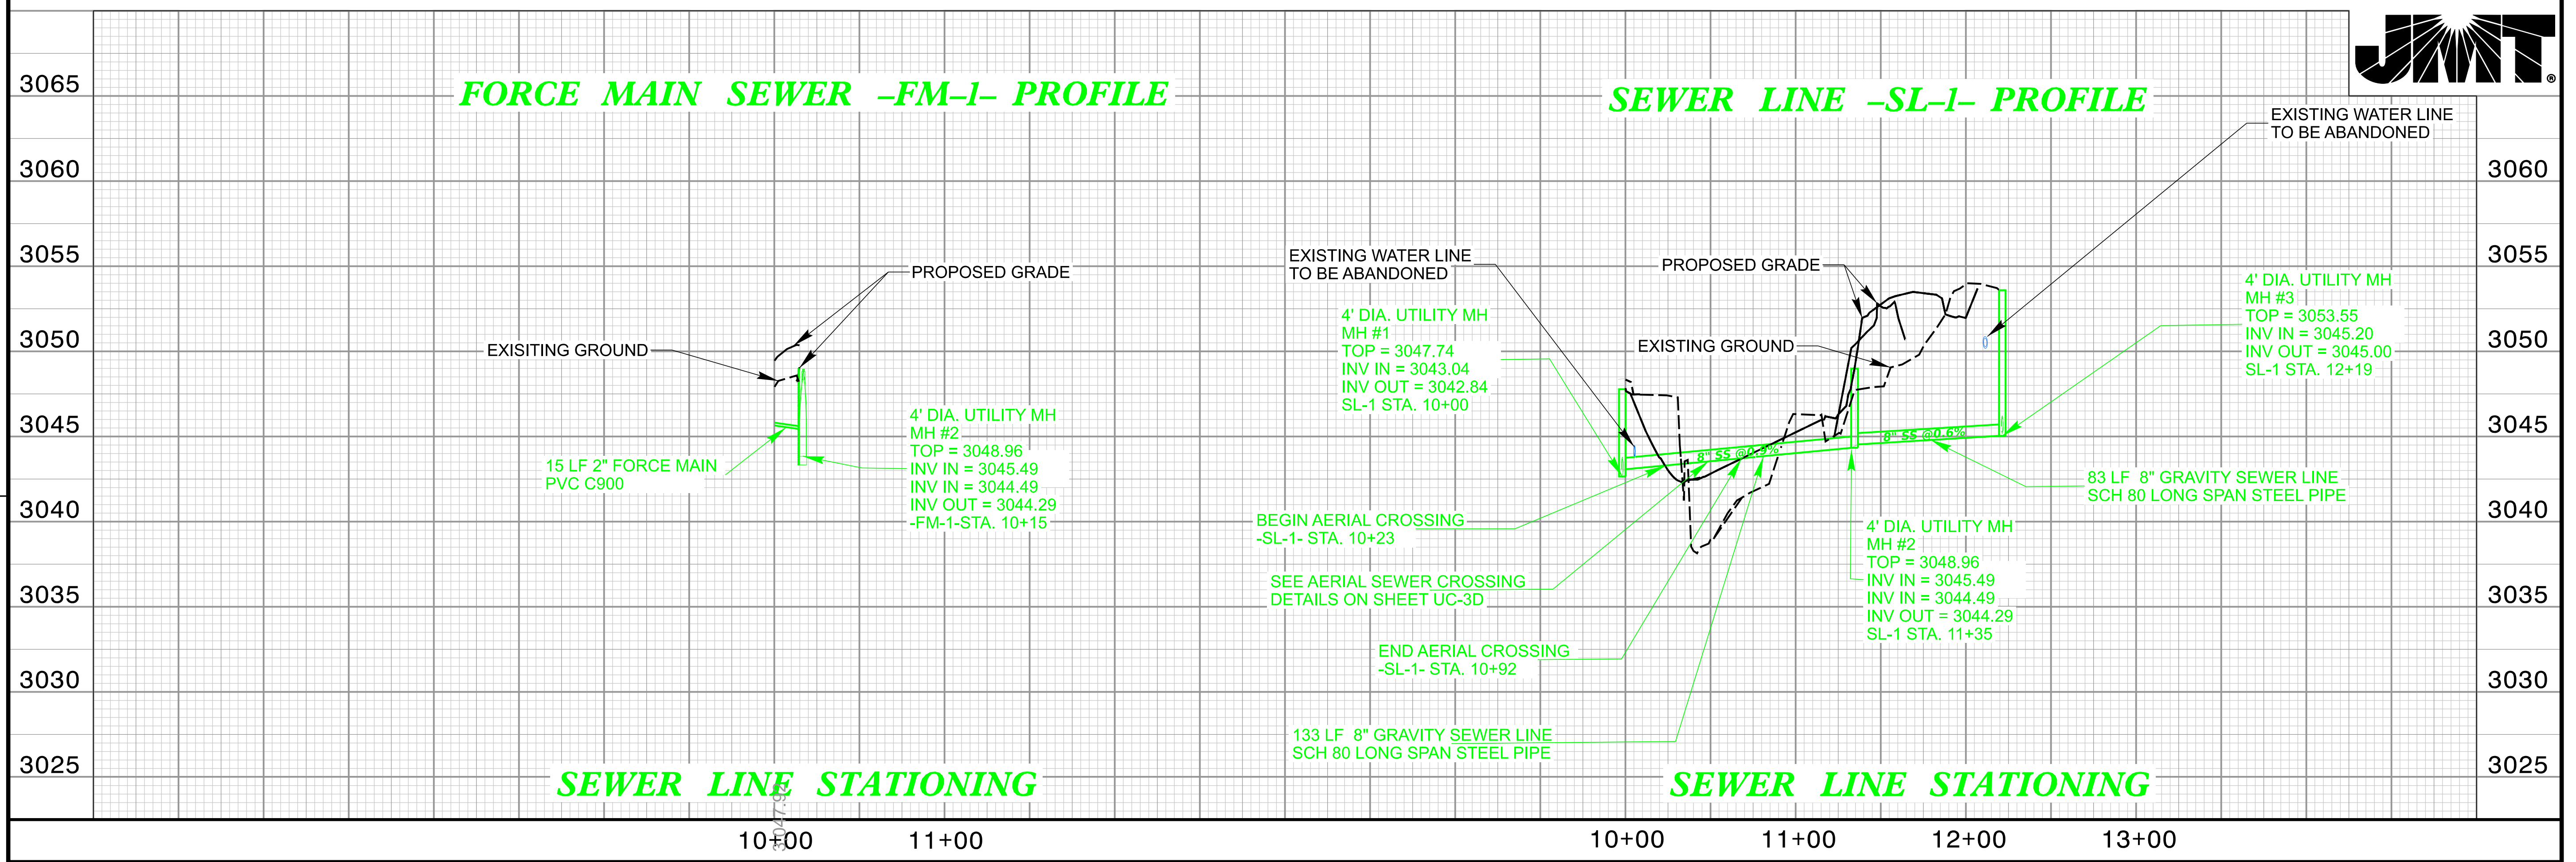 JMT®
FORCE MAIN SEWER –FM–1– PROFILE
SEWER LINE –SL–1– PROFILE
3065
3060
3055
3050
3045
3040
3035
3030
3025
PROPOSED GRADE
EXISITING GROUND
15 LF 2" FORCE MAIN
PVC C900
4' DIA. UTILITY MH
MH #2
TOP = 3048.96
INV IN = 3045.49
INV IN = 3044.49
INV OUT = 3044.29
-FM-1-STA. 10+15
SEWER LINE STATIONING
10+00
11+00
EXISTING WATER LINE
TO BE ABANDONED
4' DIA. UTILITY MH
MH #1
TOP = 3047.74
INV IN = 3043.04
INV OUT = 3042.84
SL-1 STA. 10+00
BEGIN AERIAL CROSSING
-SL-1- STA. 10+23
SEE AERIAL SEWER CROSSING
DETAILS ON SHEET UC-3D
END AERIAL CROSSING
-SL-1- STA. 10+92
133 LF 8" GRAVITY SEWER LINE
SCH 80 LONG SPAN STEEL PIPE
PROPOSED GRADE
EXISTING GROUND
8" SS @0.9%
8" SS @0.6%
EXISTING WATER LINE
TO BE ABANDONED
4' DIA. UTILITY MH
MH #3
TOP = 3053.55
INV IN = 3045.20
INV OUT = 3045.00
SL-1 STA. 12+19
83 LF 8" GRAVITY SEWER LINE
SCH 80 LONG SPAN STEEL PIPE
4' DIA. UTILITY MH
MH #2
TOP = 3048.96
INV IN = 3045.49
INV IN = 3044.49
INV OUT = 3044.29
SL-1 STA. 11+35
SEWER LINE STATIONING
10+00
11+00
12+00
13+00
3060
3055
3050
3045
3040
3035
3030
3025